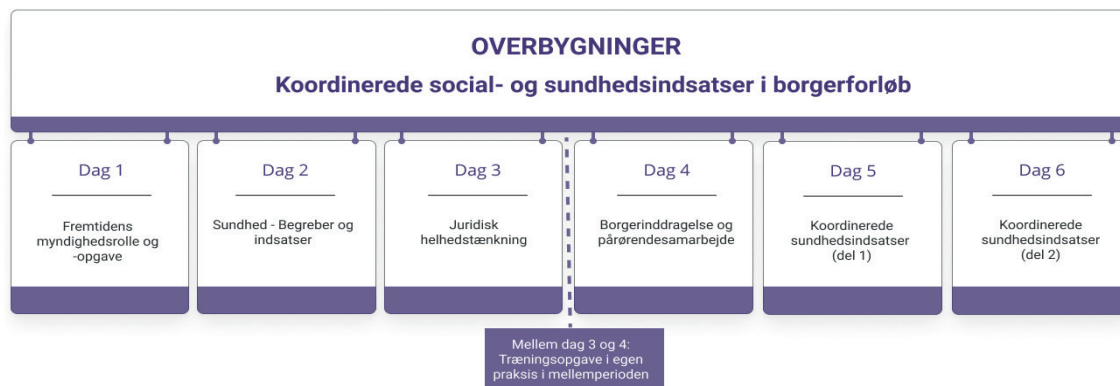 OVERBYGNINGER
Koordinerede social- og sundhedsindsatser i borgerforløb
Dag 1
Fremtidens
myndighedsrolle og
-opgave
Dag 2
Sundhed - Begreber og
indsatser
Dag 3
Juridisk
helhedstænkning
Dag 4
Borgerinddragelse og
pårørendesamarbejde
Dag 5
Koordinerede
sundhedsindsatser
(del 1)
Dag 6
Koordinerede
sundhedsindsatser
(del 2)
Mellem dag 3 og 4:
Træningsopgave i egen
praksis i mellemperioden